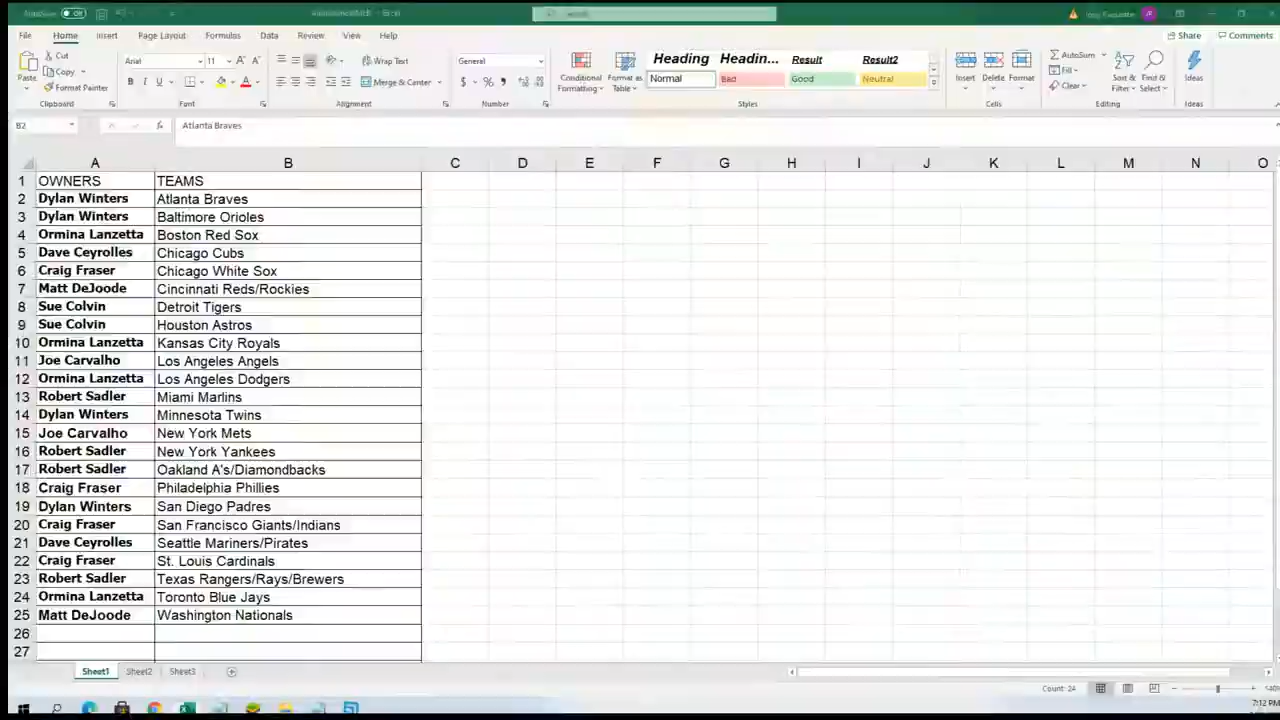 AutoSave Off
File Home Insert Page Layout Formulas Data Review View Help Share Comments
Paste Cut Copy Format Painter
Arial 11 Wrap Text Merge & Center General
Conditional Formatting Format as Table
Heading Headin... Result Result2
Normal Bad Good Neutral
Insert Delete Format AutoSum Fill Clear Sort & Filter Find & Select Ideas
Clipboard Font Alignment Number Styles Cells Editing Ideas
B2 fx Atlanta Braves
A B C D E F G H I J K L M N O
1 OWNERS TEAMS
2 Dylan Winters Atlanta Braves
3 Dylan Winters Baltimore Orioles
4 Ormina Lanzetta Boston Red Sox
5 Dave Ceyrolles Chicago Cubs
6 Craig Fraser Chicago White Sox
7 Matt DeJoode Cincinnati Reds/Rockies
8 Sue Colvin Detroit Tigers
9 Sue Colvin Houston Astros
10 Ormina Lanzetta Kansas City Royals
11 Joe Carvalho Los Angeles Angels
12 Ormina Lanzetta Los Angeles Dodgers
13 Robert Sadler Miami Marlins
14 Dylan Winters Minnesota Twins
15 Joe Carvalho New York Mets
16 Robert Sadler New York Yankees
17 Robert Sadler Oakland A's/Diamondbacks
18 Craig Fraser Philadelphia Phillies
19 Dylan Winters San Diego Padres
20 Craig Fraser San Francisco Giants/Indians
21 Dave Ceyrolles Seattle Mariners/Pirates
22 Craig Fraser St. Louis Cardinals
23 Robert Sadler Texas Rangers/Rays/Brewers
24 Ormina Lanzetta Toronto Blue Jays
25 Matt DeJoode Washington Nationals
26
27
Sheet1 Sheet2 Sheet3
Count: 24
7:12 PM